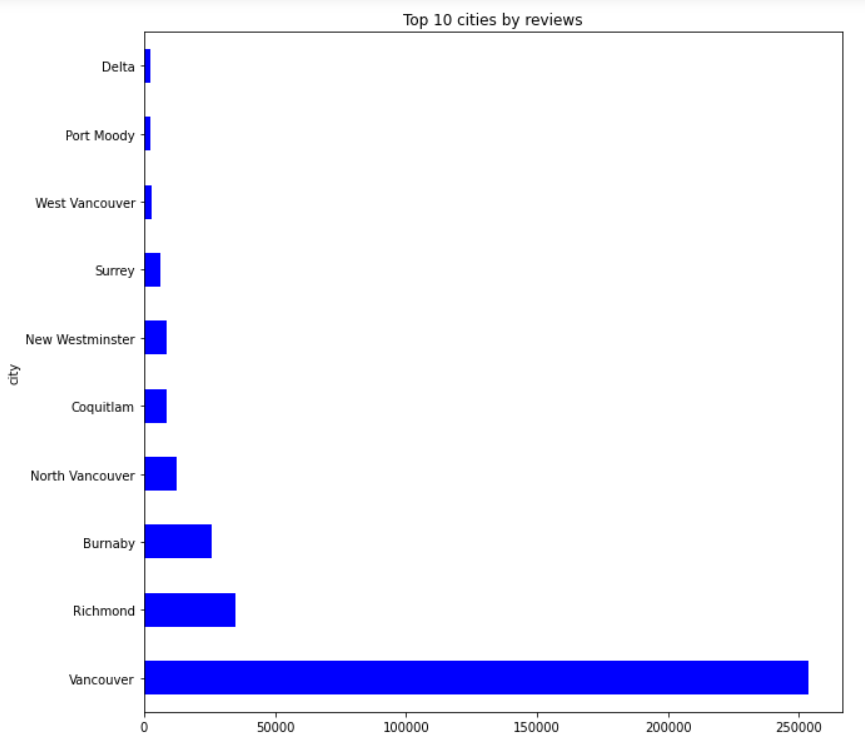 Top 10 cities by reviews
Delta
Port Moody
West Vancouver
Surrey
New Westminster
city
Coquitlam
North Vancouver
Burnaby
Richmond
Vancouver
0 50000 100000 150000 200000 250000